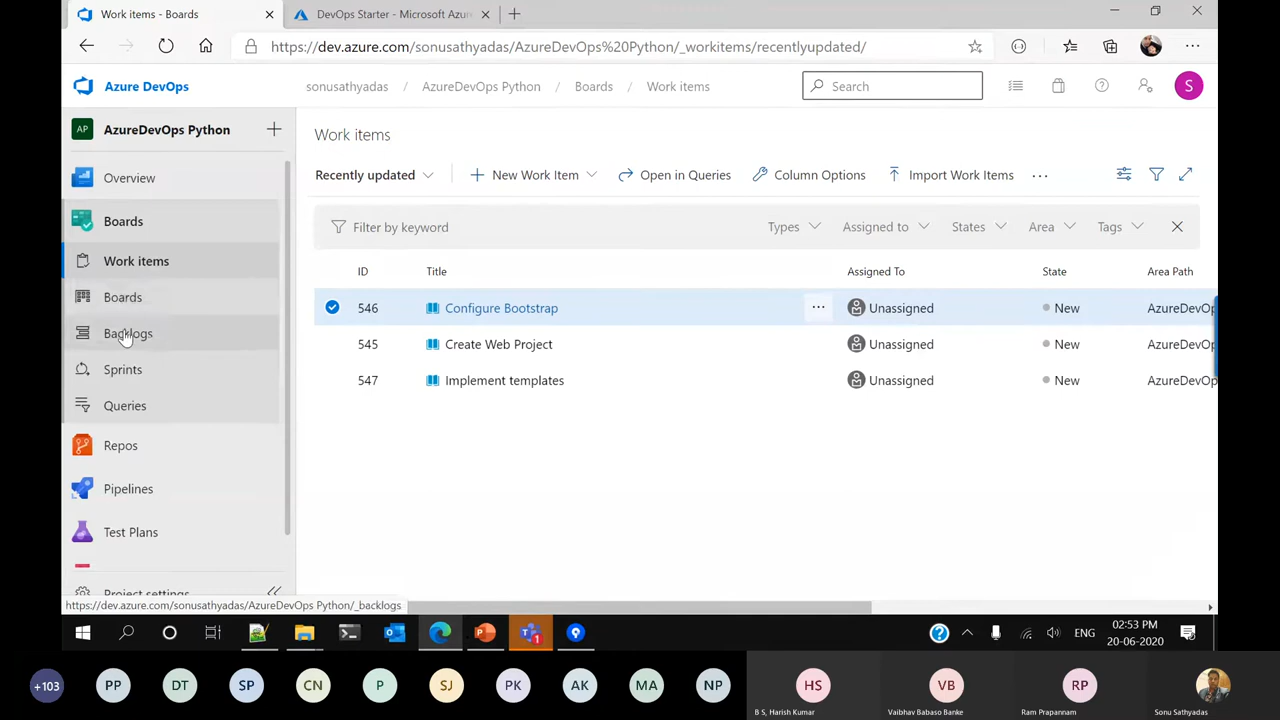 Work items - Boards
DevOps Starter - Microsoft Azur
https://dev.azure.com/sonusathyadas/AzureDevOps%20Python/_workitems/recentlyupdated/
Azure DevOps
sonusathyadas / AzureDevOps Python / Boards / Work items
Search
S
AP AzureDevOps Python
Overview
Boards
Work items
Boards
Backlogs
Sprints
Queries
Repos
Pipelines
Test Plans
Project settings
https://dev.azure.com/sonusathyadas/AzureDevOps Python/_backlogs
Work items
Recently updated
New Work Item
Open in Queries
Column Options
Import Work Items
Filter by keyword
Types
Assigned to
States
Area
Tags
ID Title Assigned To State Area Path
546 Configure Bootstrap Unassigned New AzureDevOp
545 Create Web Project Unassigned New AzureDevOp
547 Implement templates Unassigned New AzureDevOp
1
ENG
02:53 PM
20-06-2020
+103 PP DT SP CN P SJ PK AK MA NP HS VB RP
B S, Harish Kumar
Vaibhav Babaso Banke
Ram Prapannam
Sonu Sathyadas